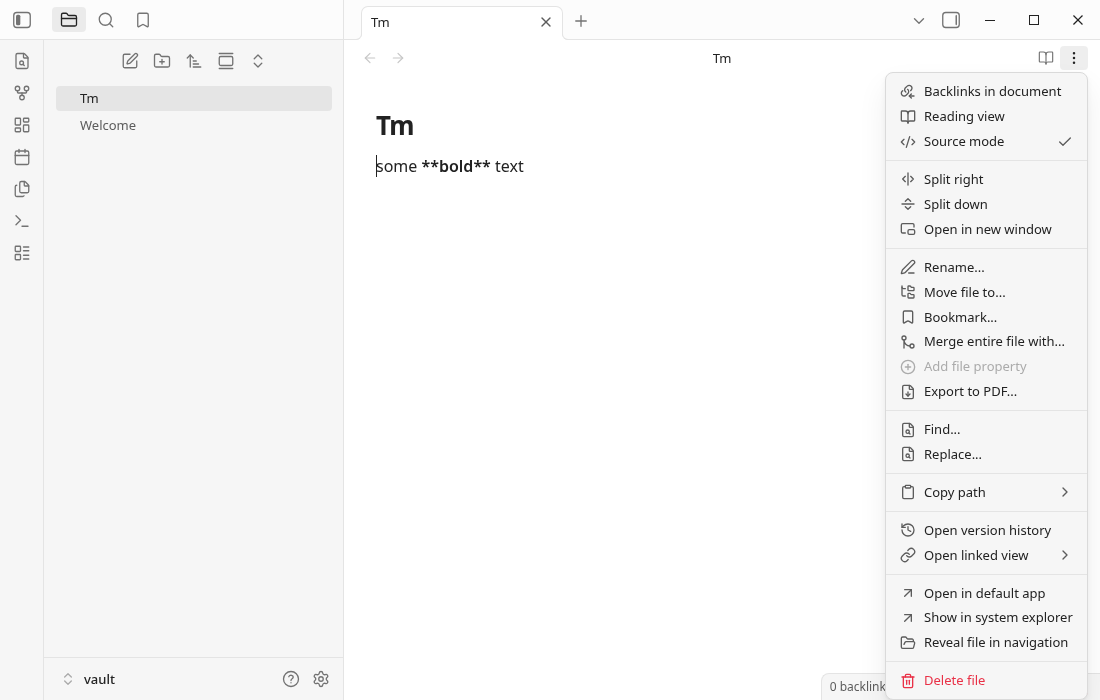 Tm
Tm
Tm
Welcome
Tm
some **bold** text
Backlinks in document
Reading view
Source mode
Split right
Split down
Open in new window
Rename...
Move file to...
Bookmark...
Merge entire file with...
Add file property
Export to PDF...
Find...
Replace...
Copy path
Open version history
Open linked view
Open in default app
Show in system explorer
Reveal file in navigation
Delete file
vault
0 backlink